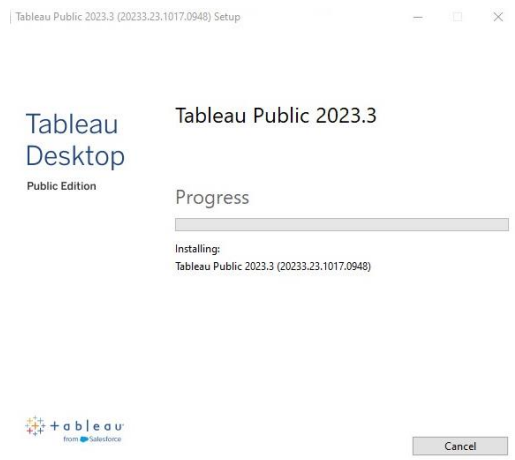 Tableau Public 2023.3 (20233.23.1017.0948) Setup
Tableau
Desktop
Public Edition
Tableau Public 2023.3
Progress
Installing:
Tableau Public 2023.3 (20233.23.1017.0948)
+ableau
from Salesforce
Cancel